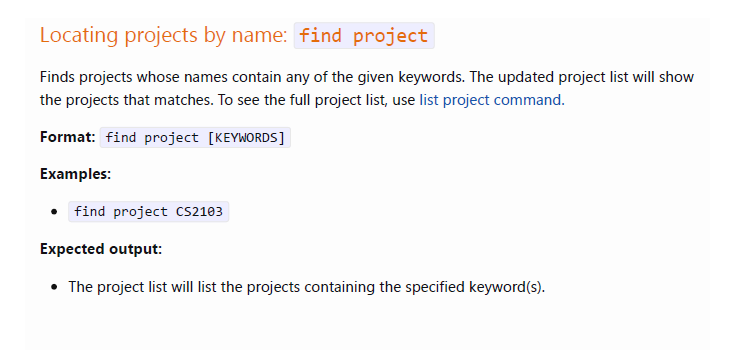 Locating projects by name: find project
Finds projects whose names contain any of the given keywords. The updated project list will show
the projects that matches. To see the full project list, use list project command.
Format: find project [KEYWORDS]
Examples:
• find project CS2103
Expected output:
• The project list will list the projects containing the specified keyword(s).